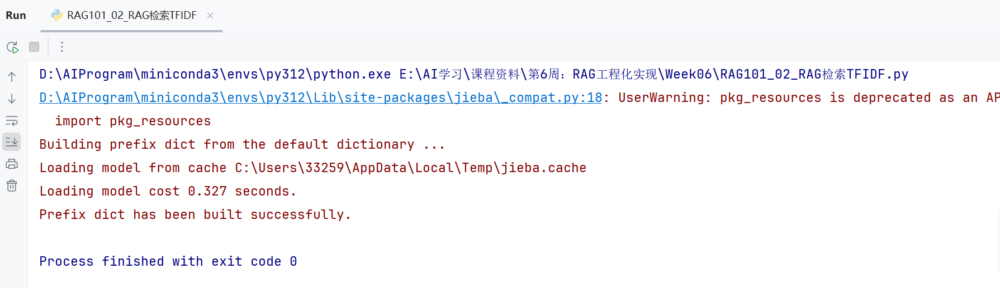 Run
RAG101_02_RAG检索TFIDF
D:\AIProgram\miniconda3\envs\py312\python.exe E:\AI学习\课程资料\第6周：RAG工程化实现\Week06\RAG101_02_RAG检索TFIDF.py
D:\AIProgram\miniconda3\envs\py312\Lib\site-packages\jieba\_compat.py:18: UserWarning: pkg_resources is deprecated as an AP
import pkg_resources
Building prefix dict from the default dictionary ...
Loading model from cache C:\Users\33259\AppData\Local\Temp\jieba.cache
Loading model cost 0.327 seconds.
Prefix dict has been built successfully.
Process finished with exit code 0